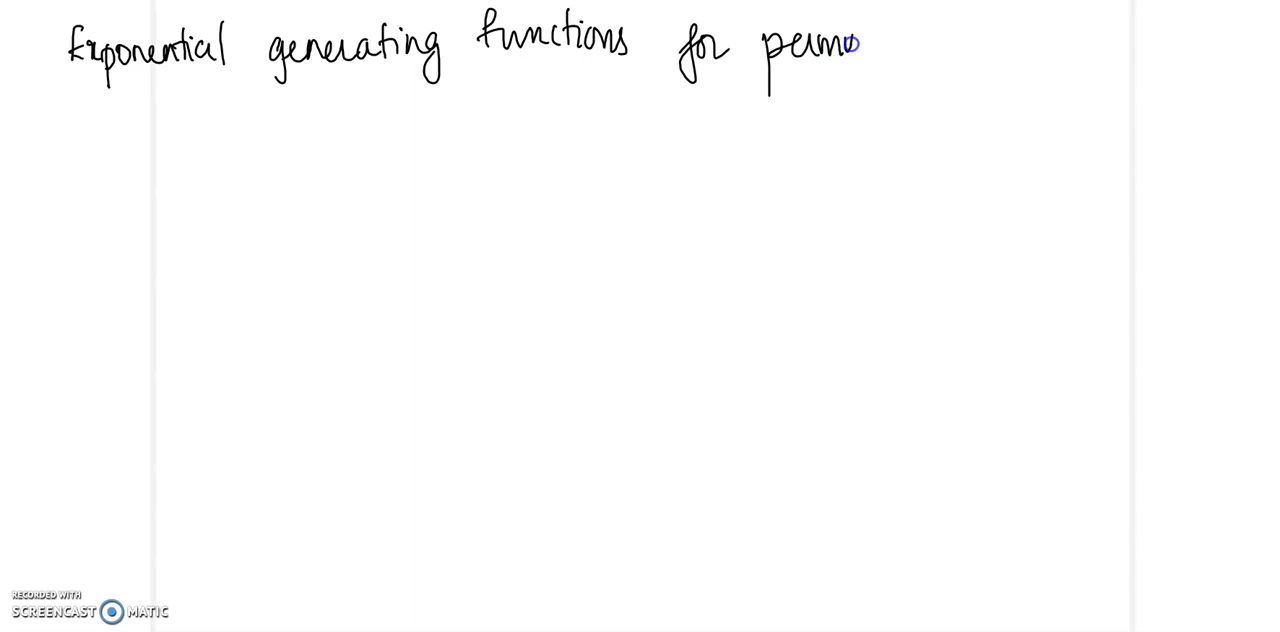 Exponential generating functions for perm
RECORDED WITH
SCREENCAST MATIC